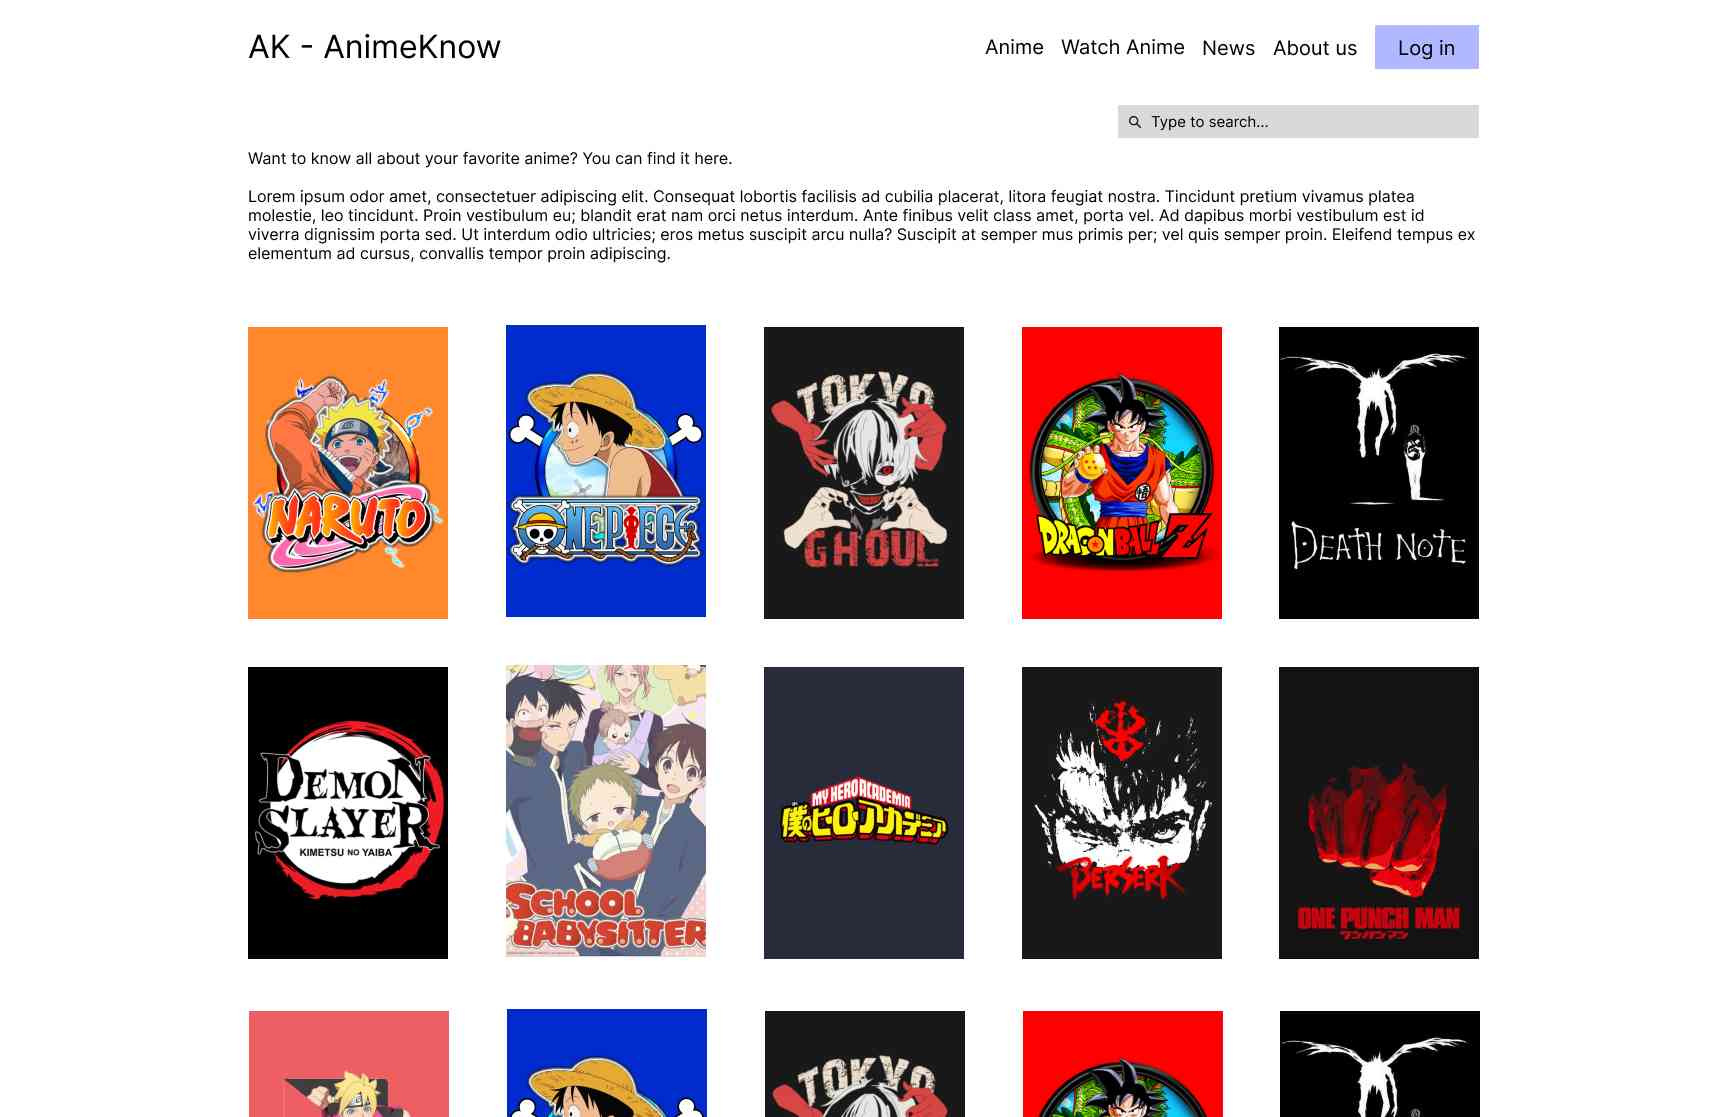 AK - AnimeKnow
Anime Watch Anime News About us Log in
Type to search...
Want to know all about your favorite anime? You can find it here.
Lorem ipsum odor amet, consectetuer adipiscing elit. Consequat lobortis facilisis ad cubilia placerat, litora feugiat nostra. Tincidunt pretium vivamus platea
molestie, leo tincidunt. Proin vestibulum eu; blandit erat nam orci netus interdum. Ante finibus velit class amet, porta vel. Ad dapibus morbi vestibulum est id
viverra dignissim porta sed. Ut interdum odio ultricies; eros metus suscipit arcu nulla? Suscipit at semper mus primis per; vel quis semper proin. Eleifend tempus ex
elementum ad cursus, convallis tempor proin adipiscing.
NARUTO
ONE PIECE
TOKYO
GHOUL
悟
DRAGON BALL Z
DEATH NOTE
DEMON
SLAYER
KIMETSU NO YAIBA
SCHOOL
BABYSITTER
MY HERO ACADEMIA
僕のヒーローアカデミア
BERSERK
ONE PUNCH MAN
ワンパンマン
TOKYO